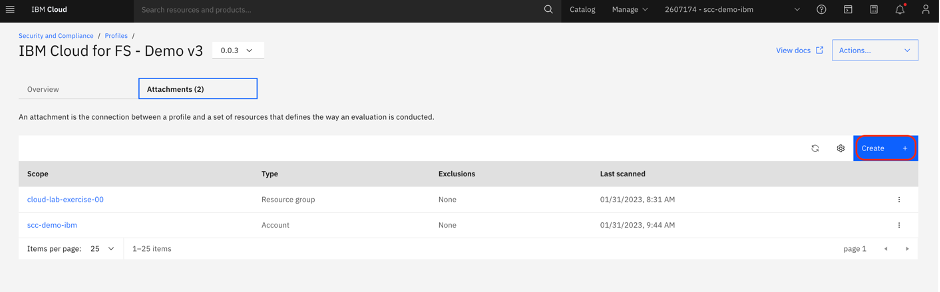 IBM Cloud Search resources and products... Catalog Manage 2607174 - scc-demo-ibm
Security and Compliance / Profiles /
IBM Cloud for FS - Demo v3 0.0.3 View docs Actions...
Overview Attachments (2)
An attachment is the connection between a profile and a set of resources that defines the way an evaluation is conducted.
Create +
Scope Type Exclusions Last scanned
cloud-lab-exercise-00 Resource group None 01/31/2023, 8:31 AM
scc-demo-ibm Account None 01/31/2023, 9:44 AM
Items per page: 25 1–25 items page 1